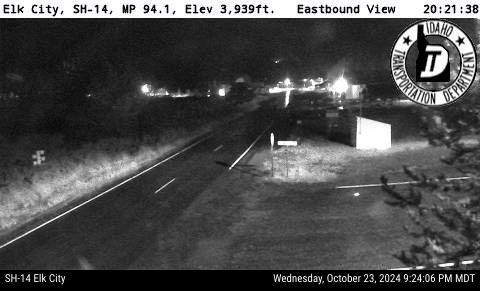 Elk City, SH-14, MP 94.1, Elev 3,939ft. Eastbound View 20:21:38
IDAHO
TRANSPORTATION DEPARTMENT
SH-14 Elk City Wednesday, October 23, 2024 9:24:06 PM MDT